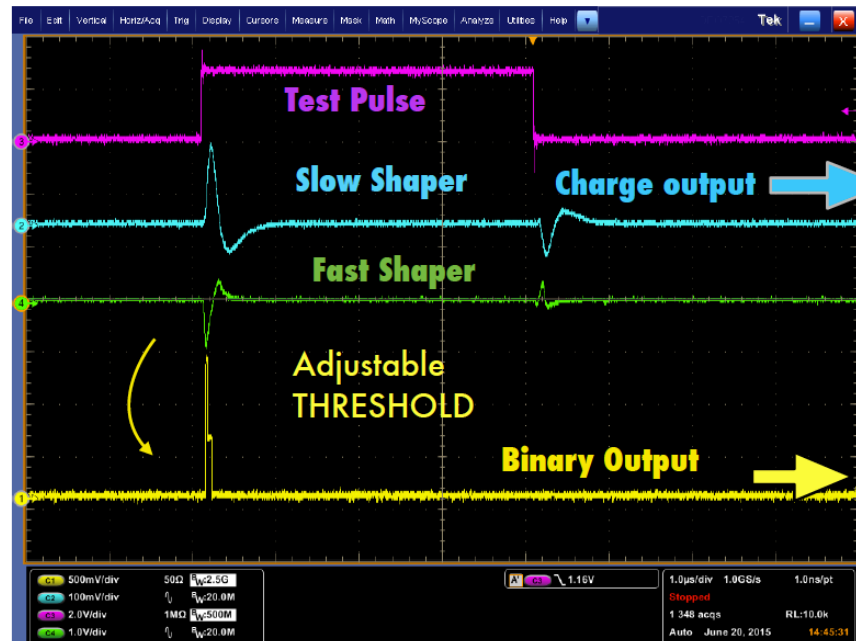 File Edit Vertical Horiz/Acq Trig Display Cursors Measure Mask Math MyScope Analyze Utilities Help Tek X
Test Pulse
3
Slow Shaper
Charge output
2
Fast Shaper
4
Adjustable
THRESHOLD
Binary Output
1
C1 500mV/div 50Ω BW:2.5G
C2 100mV/div BW:20.0M
C3 2.0V/div 1MΩ BW:500M
C4 1.0V/div BW:20.0M
A' C3 1.16V
1.0µs/div 1.0GS/s 1.0ns/pt
Stopped
1 348 acqs RL:10.0k
Auto June 20, 2015 14:45:31